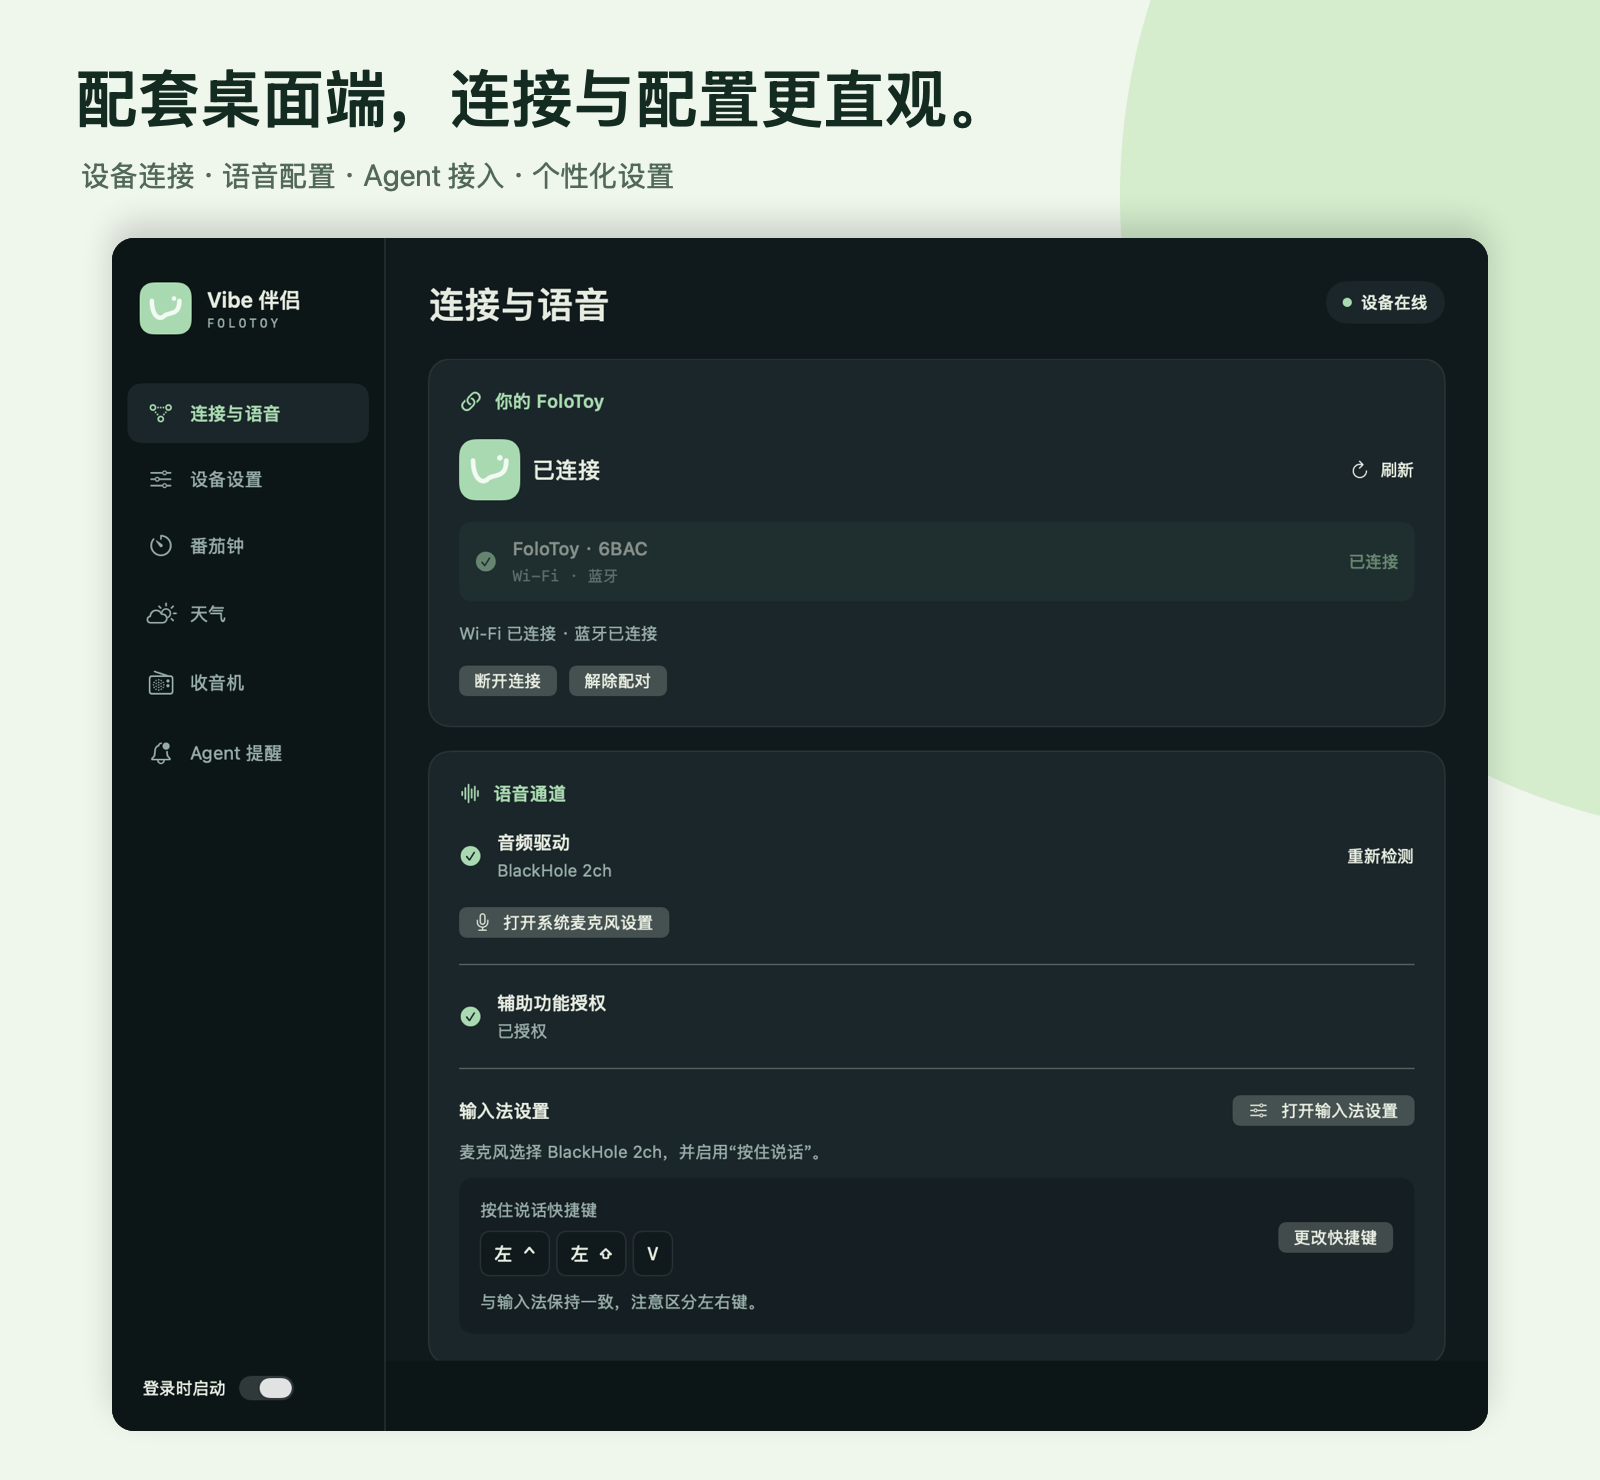 配套桌面端，连接与配置更直观。
设备连接 · 语音配置 · Agent 接入 · 个性化设置
Vibe 伴侣
FOLOTOY
连接与语音
设备设置
番茄钟
天气
收音机
Agent 提醒
登录时启动
连接与语音
设备在线
你的 FoloToy
已连接
刷新
FoloToy · 6BAC
Wi-Fi · 蓝牙
已连接
Wi-Fi 已连接 · 蓝牙已连接
断开连接
解除配对
语音通道
音频驱动
BlackHole 2ch
重新检测
打开系统麦克风设置
辅助功能授权
已授权
输入法设置
打开输入法设置
麦克风选择 BlackHole 2ch，并启用“按住说话”。
按住说话快捷键
左 ^ 左 ⇧ V
更改快捷键
与输入法保持一致，注意区分左右键。